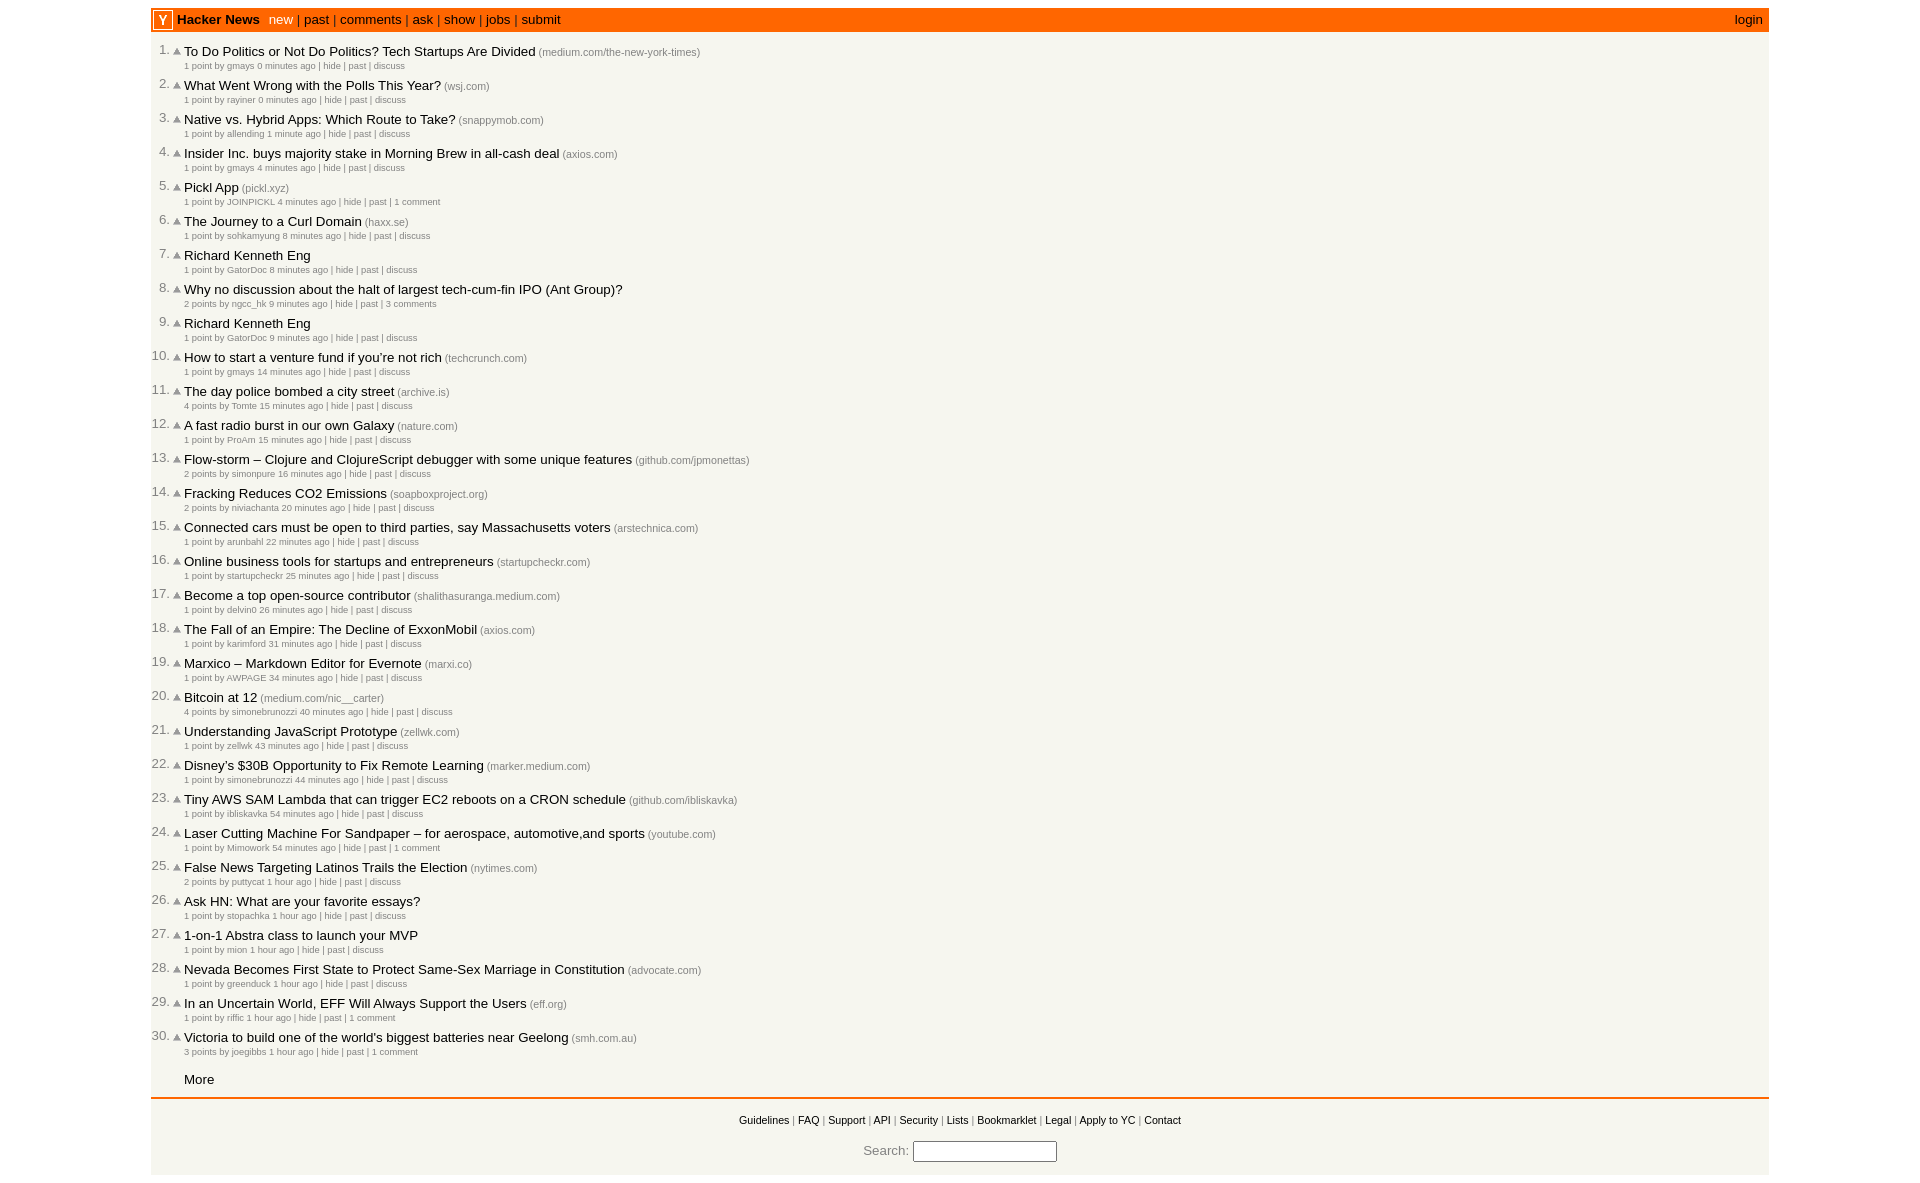 Y Hacker News new | past | comments | ask | show | jobs | submit login
1. To Do Politics or Not Do Politics? Tech Startups Are Divided (medium.com/the-new-york-times)
1 point by gmays 0 minutes ago | hide | past | discuss
2. What Went Wrong with the Polls This Year? (wsj.com)
1 point by rayiner 0 minutes ago | hide | past | discuss
3. Native vs. Hybrid Apps: Which Route to Take? (snappymob.com)
1 point by allending 1 minute ago | hide | past | discuss
4. Insider Inc. buys majority stake in Morning Brew in all-cash deal (axios.com)
1 point by gmays 4 minutes ago | hide | past | discuss
5. Pickl App (pickl.xyz)
1 point by JOINPICKL 4 minutes ago | hide | past | 1 comment
6. The Journey to a Curl Domain (haxx.se)
1 point by sohkamyung 8 minutes ago | hide | past | discuss
7. Richard Kenneth Eng
1 point by GatorDoc 8 minutes ago | hide | past | discuss
8. Why no discussion about the halt of largest tech-cum-fin IPO (Ant Group)?
2 points by ngcc_hk 9 minutes ago | hide | past | 3 comments
9. Richard Kenneth Eng
1 point by GatorDoc 9 minutes ago | hide | past | discuss
10. How to start a venture fund if you’re not rich (techcrunch.com)
1 point by gmays 14 minutes ago | hide | past | discuss
11. The day police bombed a city street (archive.is)
4 points by Tomte 15 minutes ago | hide | past | discuss
12. A fast radio burst in our own Galaxy (nature.com)
1 point by ProAm 15 minutes ago | hide | past | discuss
13. Flow-storm – Clojure and ClojureScript debugger with some unique features (github.com/jpmonettas)
2 points by simonpure 16 minutes ago | hide | past | discuss
14. Fracking Reduces CO2 Emissions (soapboxproject.org)
2 points by niviachanta 20 minutes ago | hide | past | discuss
15. Connected cars must be open to third parties, say Massachusetts voters (arstechnica.com)
1 point by arunbahl 22 minutes ago | hide | past | discuss
16. Online business tools for startups and entrepreneurs (startupcheckr.com)
1 point by startupcheckr 25 minutes ago | hide | past | discuss
17. Become a top open-source contributor (shalithasuranga.medium.com)
1 point by delvin0 26 minutes ago | hide | past | discuss
18. The Fall of an Empire: The Decline of ExxonMobil (axios.com)
1 point by karimford 31 minutes ago | hide | past | discuss
19. Marxico – Markdown Editor for Evernote (marxi.co)
1 point by AWPAGE 34 minutes ago | hide | past | discuss
20. Bitcoin at 12 (medium.com/nic__carter)
4 points by simonebrunozzi 40 minutes ago | hide | past | discuss
21. Understanding JavaScript Prototype (zellwk.com)
1 point by zellwk 43 minutes ago | hide | past | discuss
22. Disney’s $30B Opportunity to Fix Remote Learning (marker.medium.com)
1 point by simonebrunozzi 44 minutes ago | hide | past | discuss
23. Tiny AWS SAM Lambda that can trigger EC2 reboots on a CRON schedule (github.com/ibliskavka)
1 point by ibliskavka 54 minutes ago | hide | past | discuss
24. Laser Cutting Machine For Sandpaper – for aerospace, automotive,and sports (youtube.com)
1 point by Mimowork 54 minutes ago | hide | past | 1 comment
25. False News Targeting Latinos Trails the Election (nytimes.com)
2 points by puttycat 1 hour ago | hide | past | discuss
26. Ask HN: What are your favorite essays?
1 point by stopachka 1 hour ago | hide | past | discuss
27. 1-on-1 Abstra class to launch your MVP
1 point by mion 1 hour ago | hide | past | discuss
28. Nevada Becomes First State to Protect Same-Sex Marriage in Constitution (advocate.com)
1 point by greenduck 1 hour ago | hide | past | discuss
29. In an Uncertain World, EFF Will Always Support the Users (eff.org)
1 point by riffic 1 hour ago | hide | past | 1 comment
30. Victoria to build one of the world's biggest batteries near Geelong (smh.com.au)
3 points by joegibbs 1 hour ago | hide | past | 1 comment
More
Guidelines | FAQ | Support | API | Security | Lists | Bookmarklet | Legal | Apply to YC | Contact
Search: